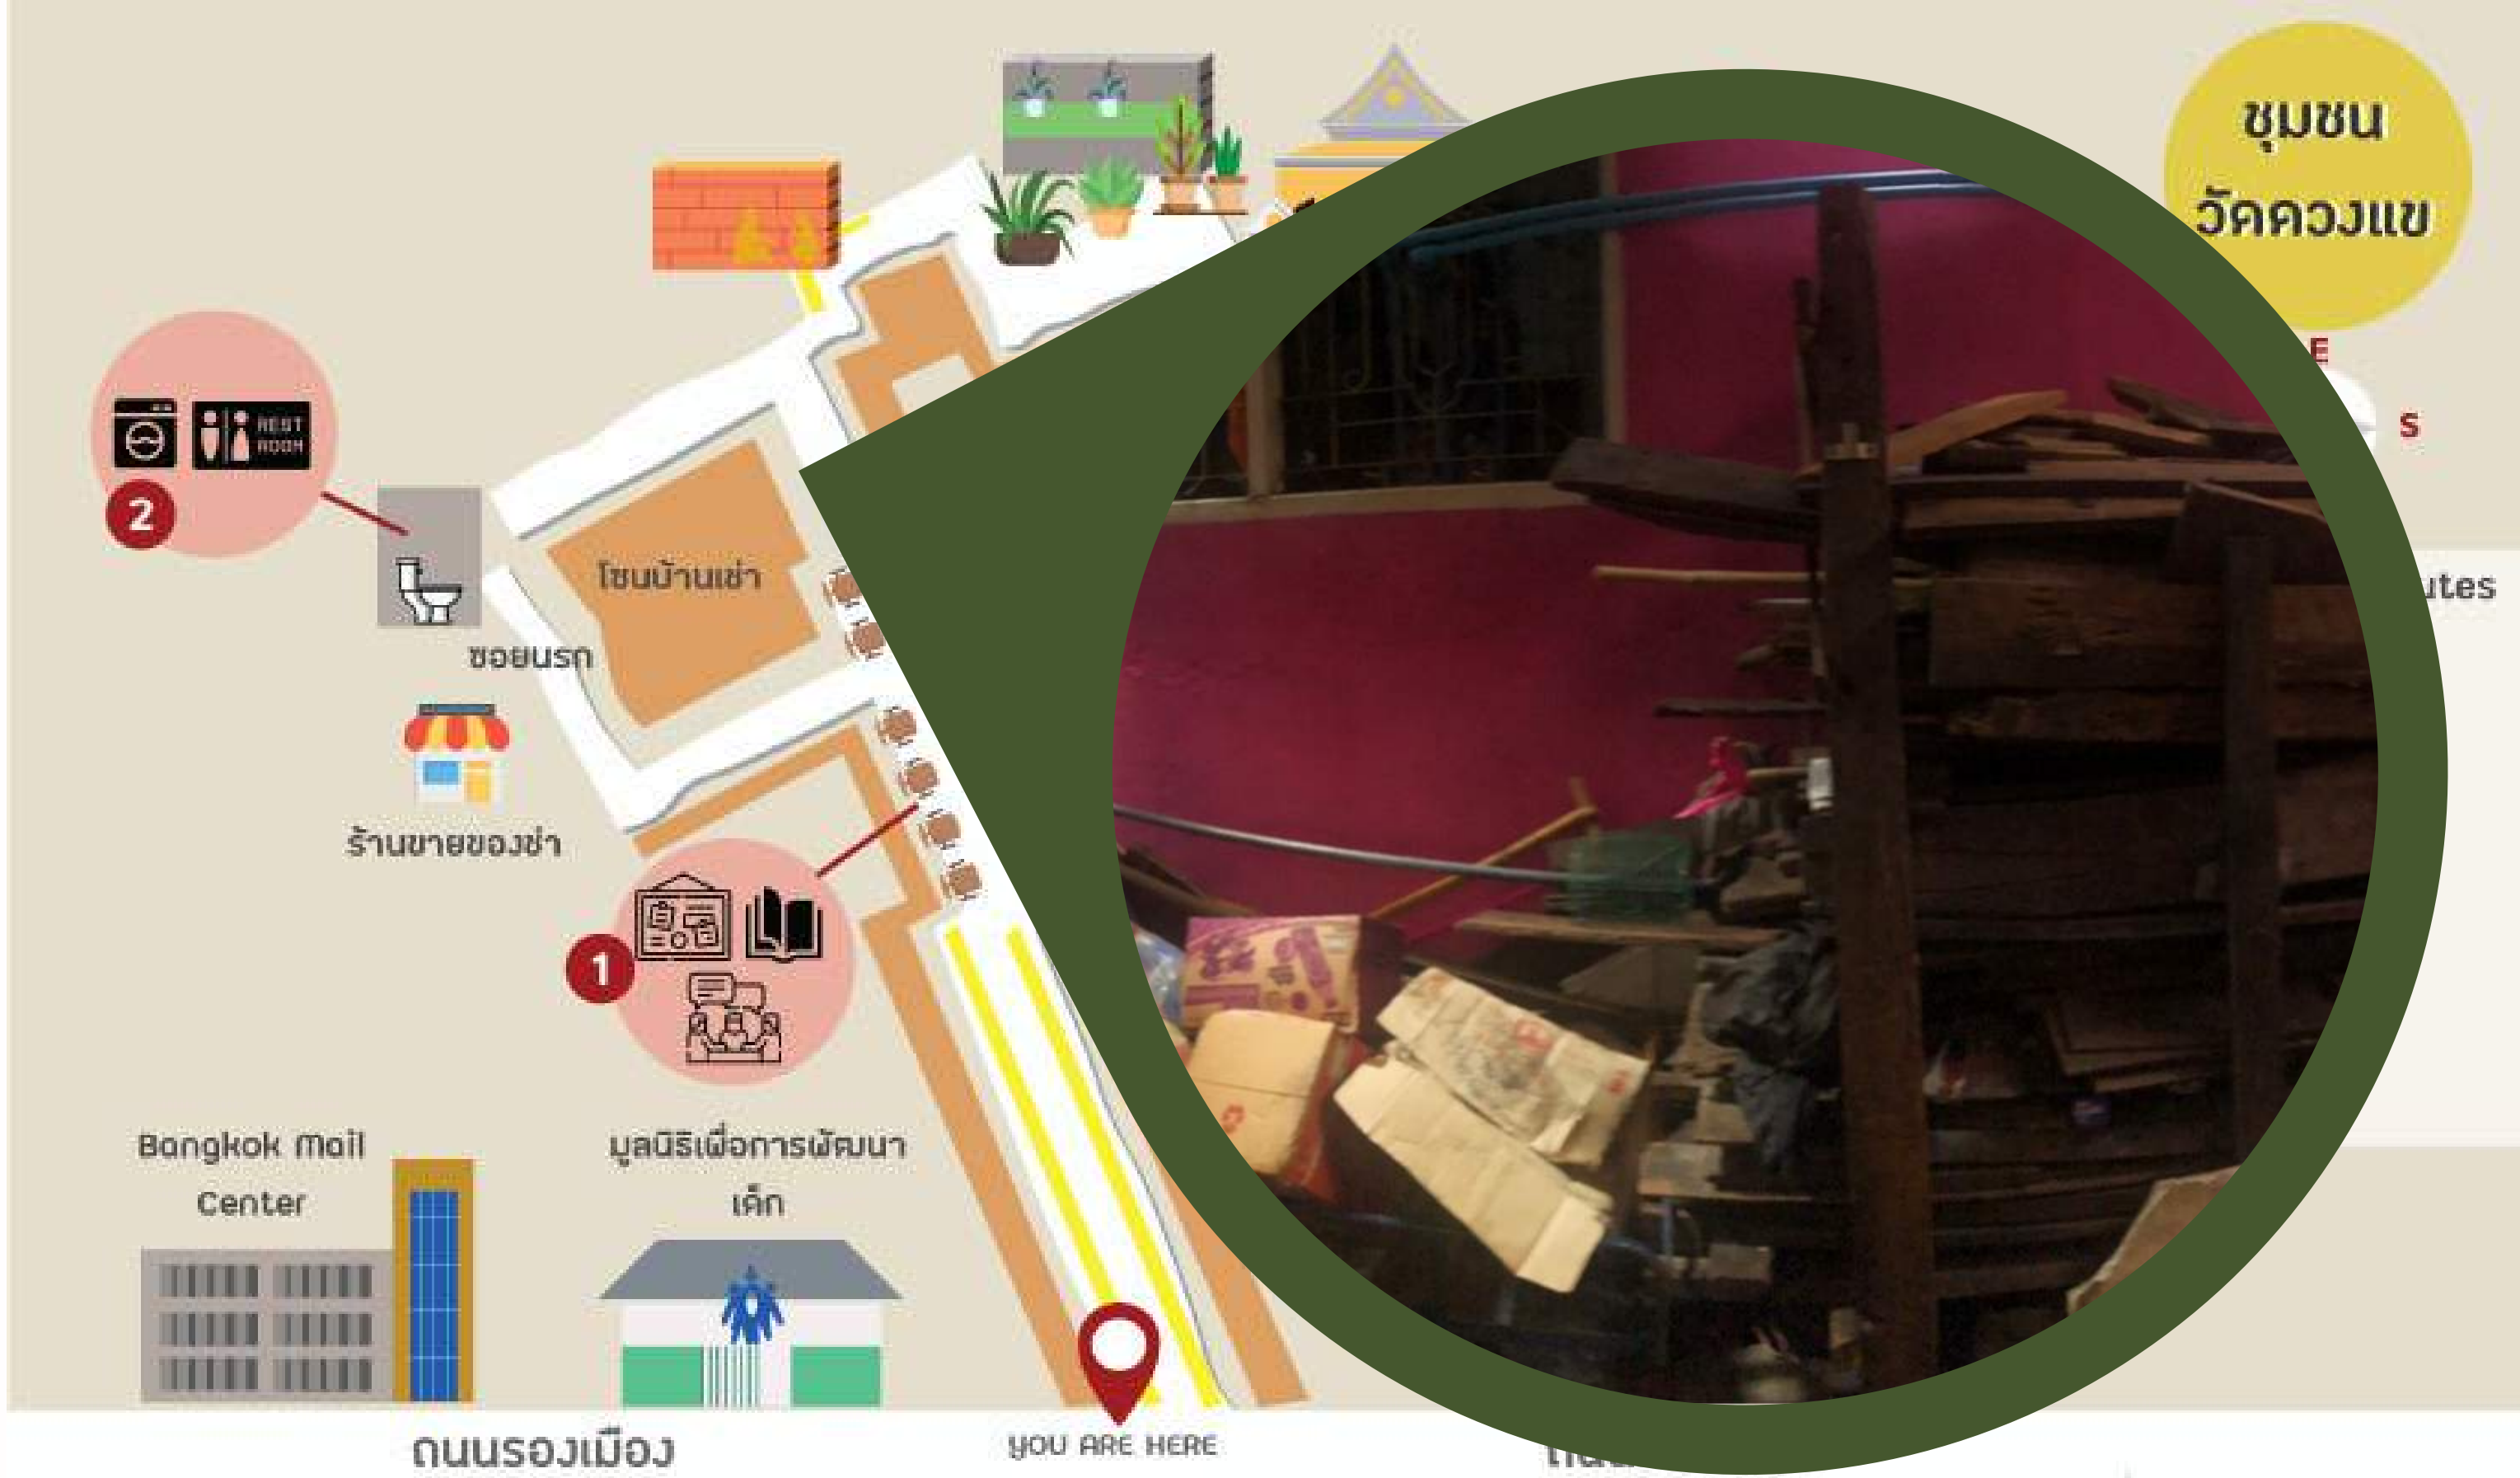 ชุมชน
วัดดวงแข
E
S
REST
ROOM
2
โซนบ้านเช่า
utes
ซอยนรก
ร้านขายของชำ
1
Bangkok Mail
Center
มูลนิธิเพื่อการพัฒนา
เด็ก
ถนนรองเมือง
YOU ARE HERE